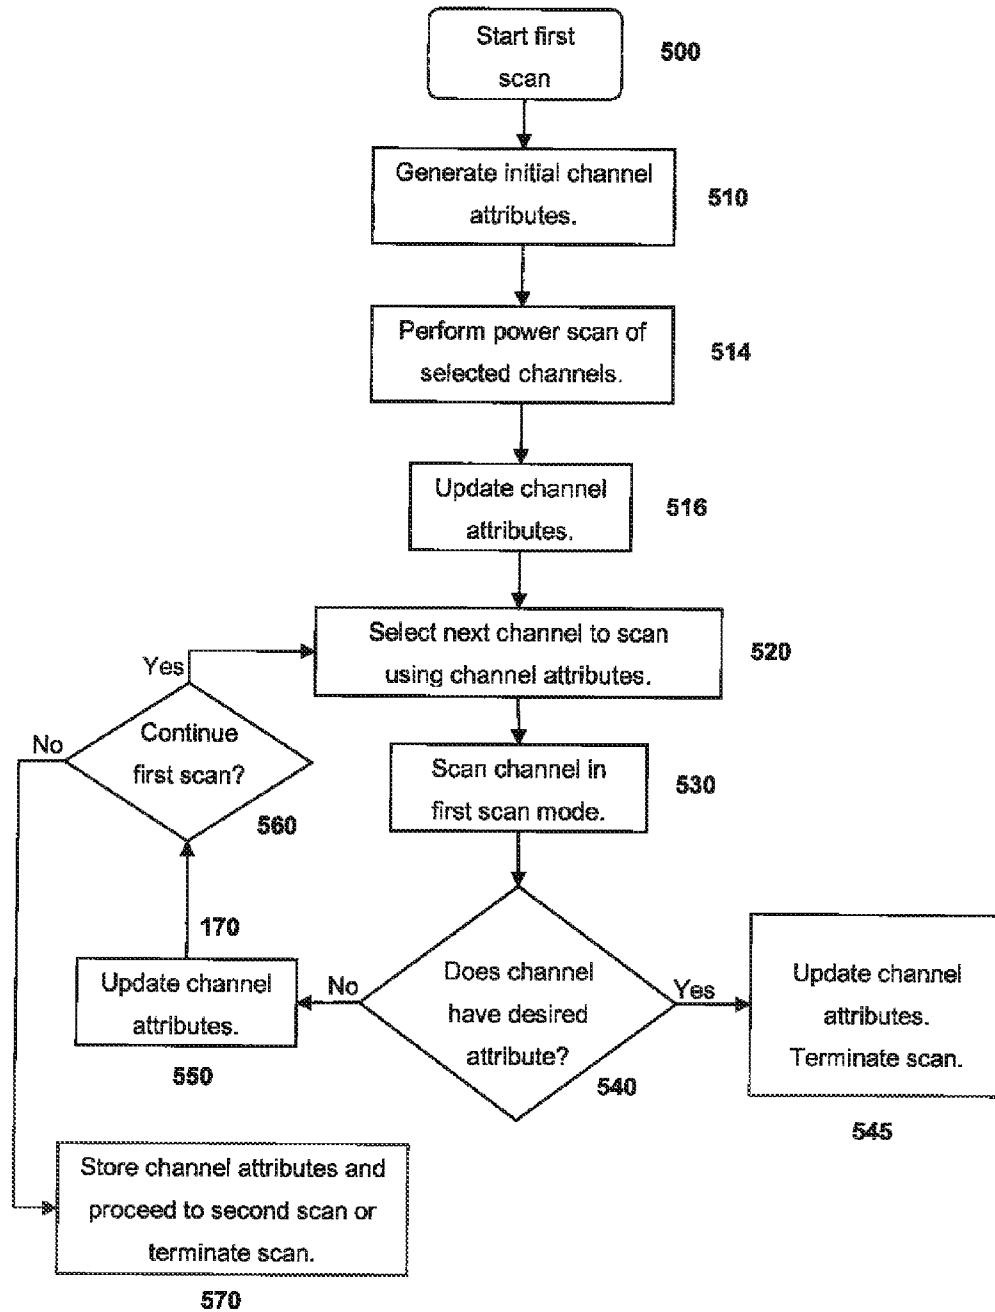 Start first
scan
500
Generate initial channel
attributes.
510
Perform power scan of
selected channels.
514
Update channel
attributes.
516
Select next channel to scan
using channel attributes.
520
Yes
No
Continue
first scan?
560
Scan channel in
first scan mode.
530
170
Update channel
attributes.
550
No
Does channel
have desired
attribute?
540
Yes
Update channel
attributes.
Terminate scan.
545
Store channel attributes and
proceed to second scan or
terminate scan.
570